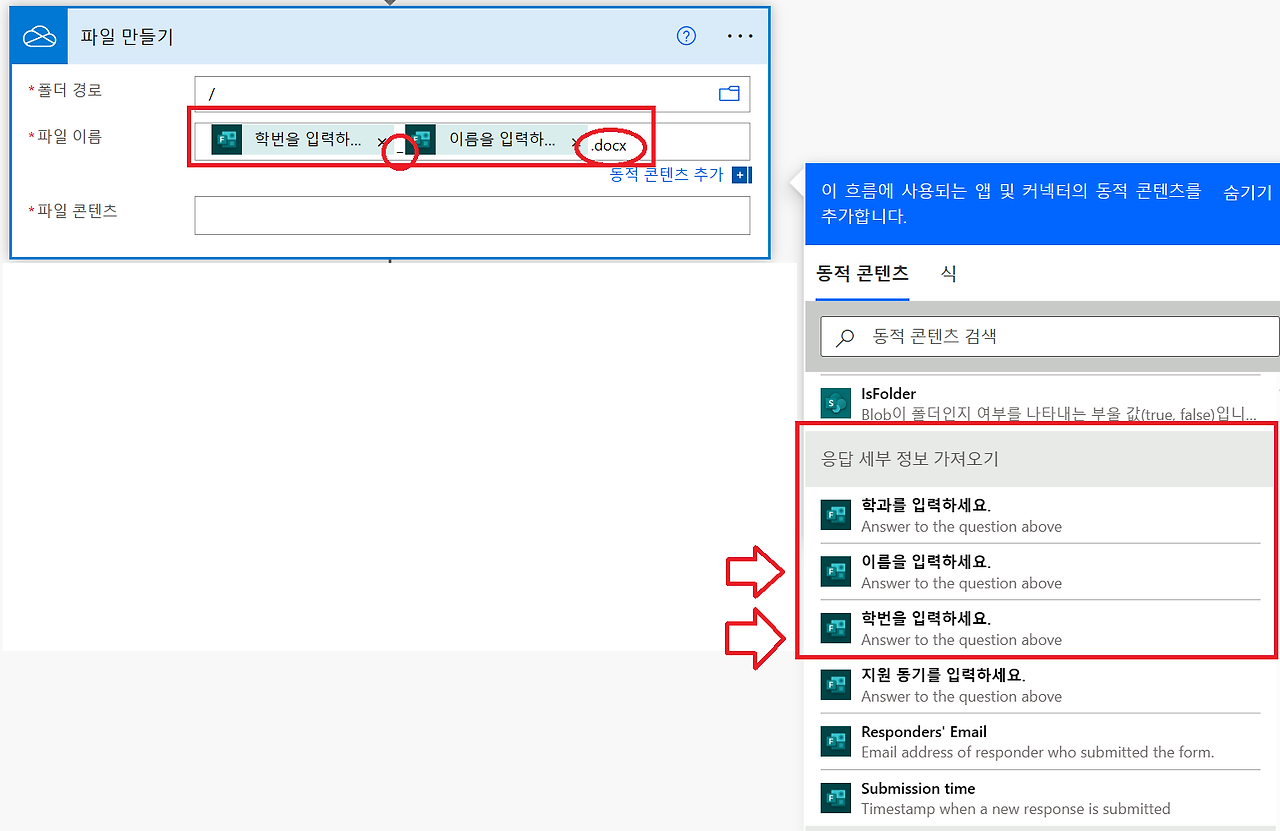 파일 만들기
*폴더 경로
/
*파일 이름
학번을 입력하... × _ 이름을 입력하... × .docx
동적 콘텐츠 추가
*파일 콘텐츠
이 흐름에 사용되는 앱 및 커넥터의 동적 콘텐츠를 숨기기
추가합니다.
동적 콘텐츠 식
동적 콘텐츠 검색
IsFolder
Blob이 폴더인지 여부를 나타내는 부울 값(true, false)입니...
응답 세부 정보 가져오기
학과를 입력하세요.
Answer to the question above
이름을 입력하세요.
Answer to the question above
학번을 입력하세요.
Answer to the question above
지원 동기를 입력하세요.
Answer to the question above
Responders' Email
Email address of responder who submitted the form.
Submission time
Timestamp when a new response is submitted